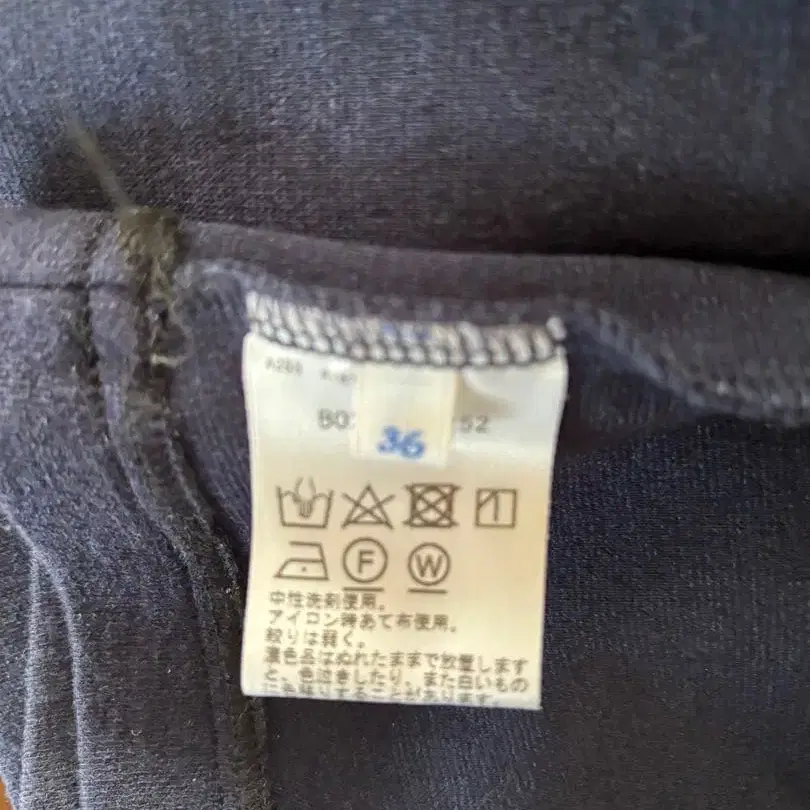 36
52
F W
中性洗剤使用。
アイロン時あて布使用。
絞りは弱く。
濃色品はぬれたままで放置します
と、色泣きしたり、また白いもの